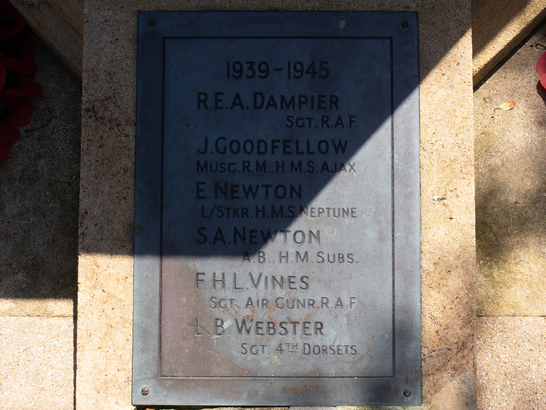 1939-1945
R.E.A. DAMPIER
SGT. R.A.F.
J. GOODFELLOW
MUSC. R.M. H.M.S. AJAX
E. NEWTON
L/STKR. H.M.S. NEPTUNE
S.A. NEWTON
A.B. H.M. SUBS.
F.H.L. VINES
SGT. AIR GUNR. R.A.F.
L.B. WEBSTER
SGT 4TH DORSETS